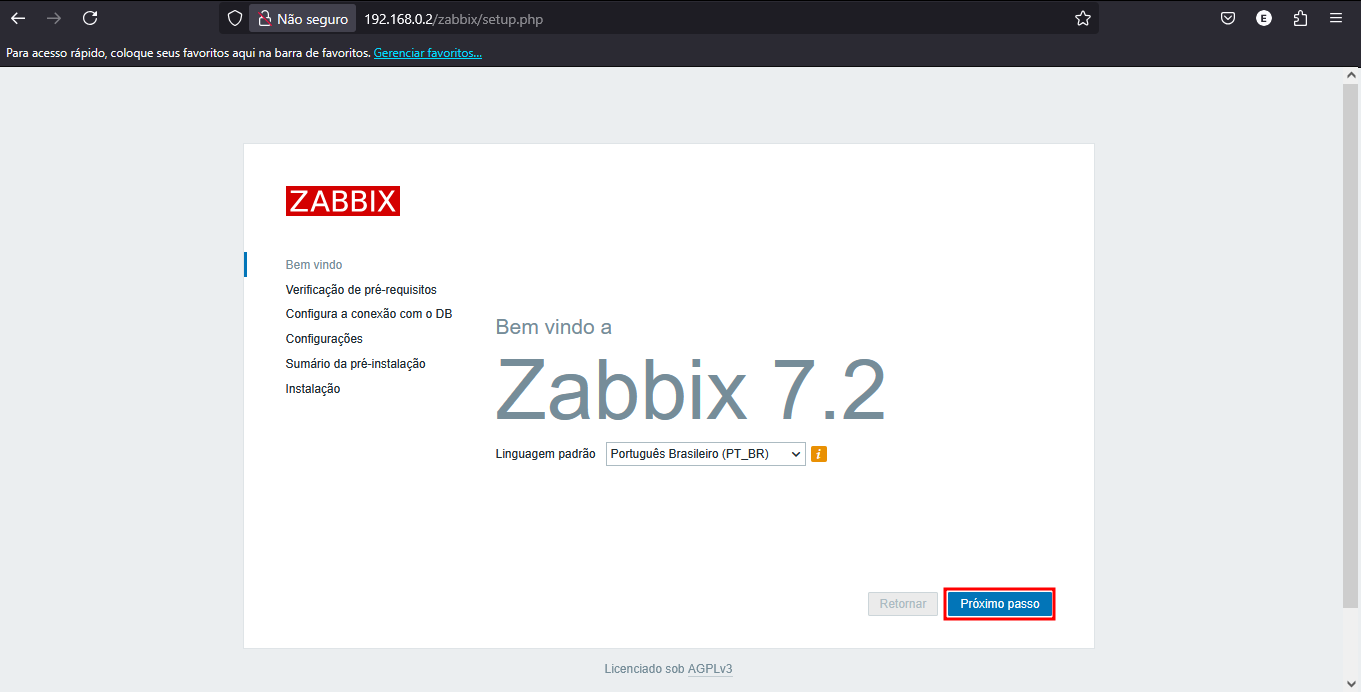 Não seguro 192.168.0.2/zabbix/setup.php E
Para acesso rápido, coloque seus favoritos aqui na barra de favoritos. Gerenciar favoritos...
ZABBIX
Bem vindo
Verificação de pré-requisitos
Configura a conexão com o DB
Configurações
Sumário da pré-instalação
Instalação
Bem vindo a
Zabbix 7.2
Linguagem padrão Português Brasileiro (PT_BR) i
Retornar Próximo passo
Licenciado sob AGPLv3